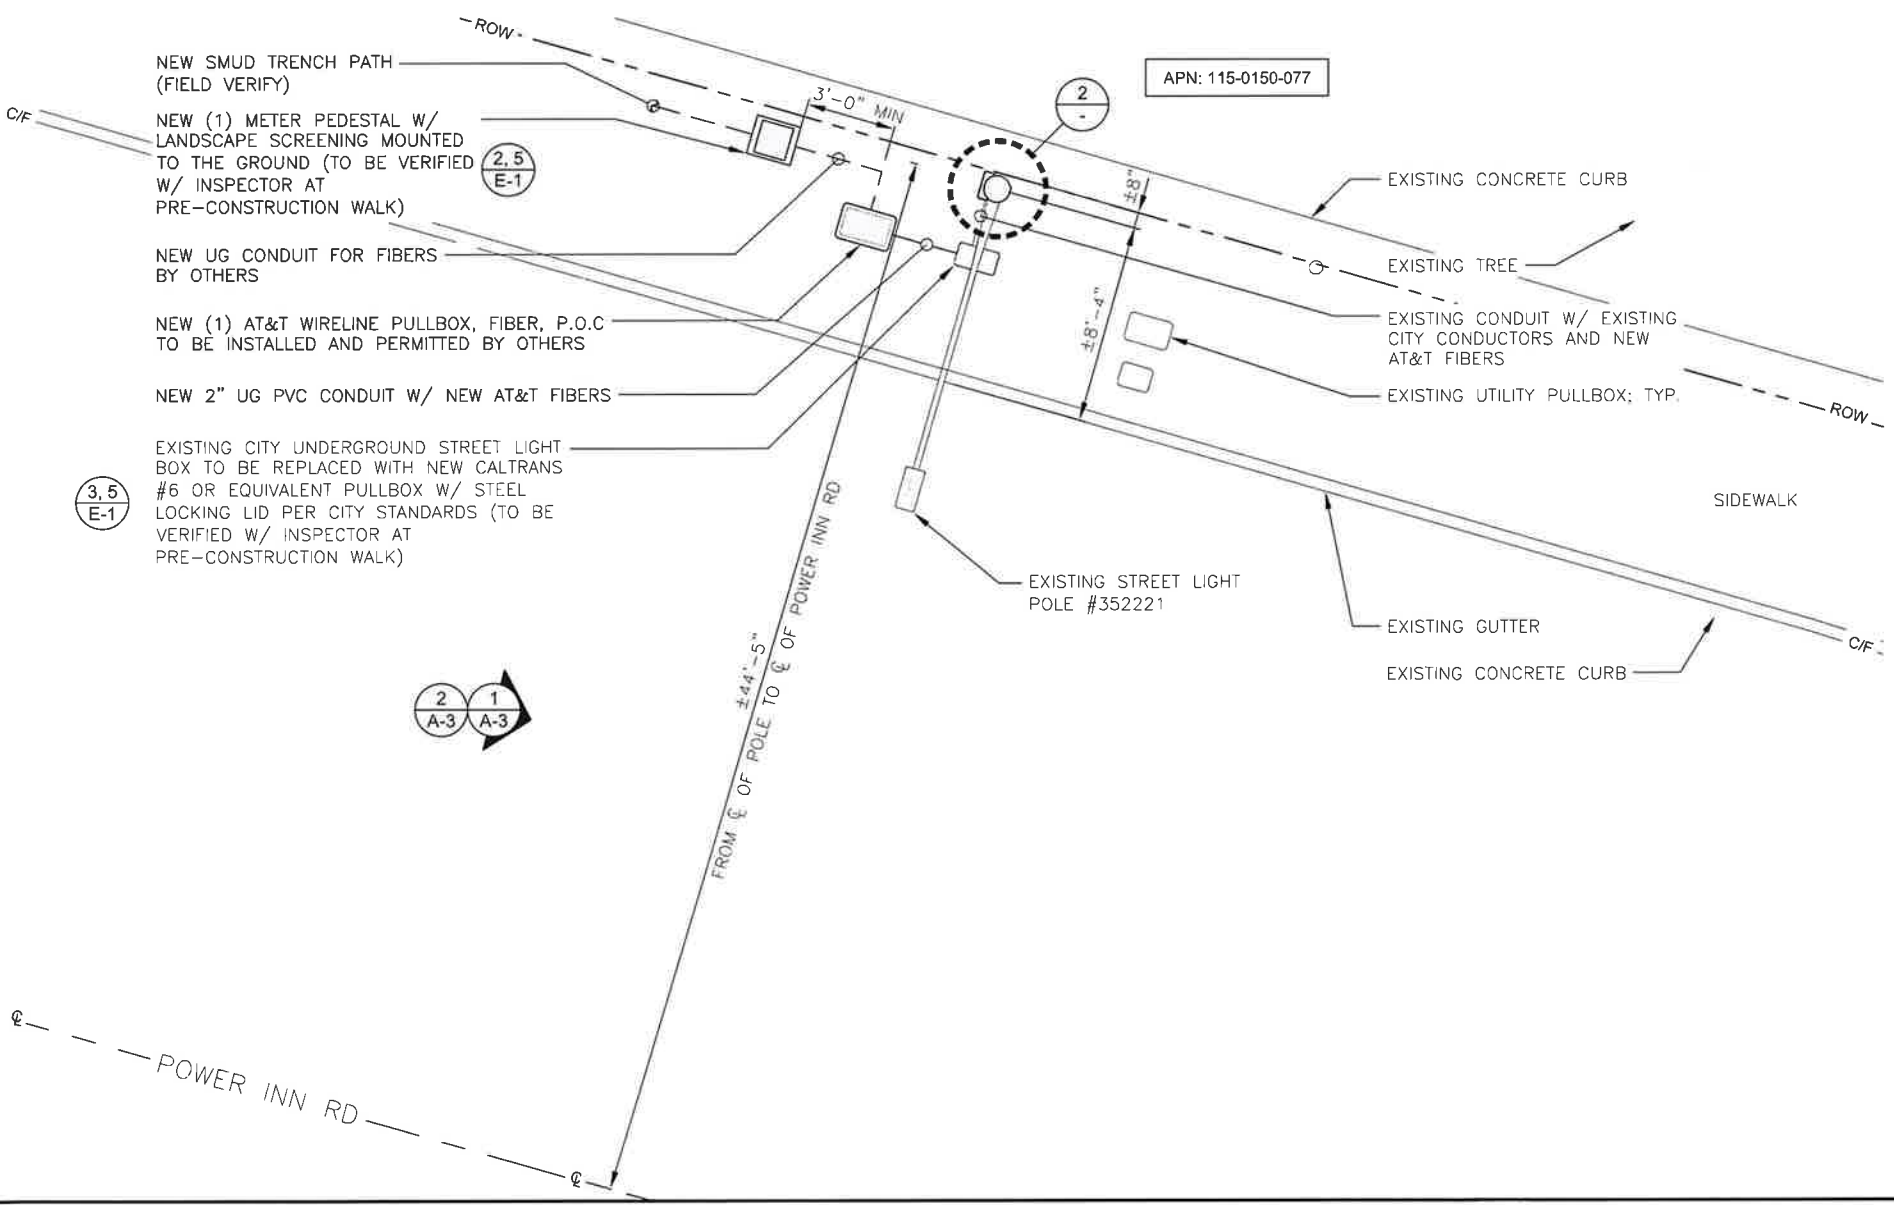 ROW
APN: 115-0150-077
2
-
NEW SMUD TRENCH PATH
(FIELD VERIFY)
C/F
NEW (1) METER PEDESTAL W/
LANDSCAPE SCREENING MOUNTED
TO THE GROUND (TO BE VERIFIED
W/ INSPECTOR AT
PRE-CONSTRUCTION WALK)
2, 5
E-1
3'-0" MIN
±8"
NEW UG CONDUIT FOR FIBERS
BY OTHERS
NEW (1) AT&T WIRELINE PULLBOX, FIBER, P.O.C
TO BE INSTALLED AND PERMITTED BY OTHERS
NEW 2" UG PVC CONDUIT W/ NEW AT&T FIBERS
EXISTING CITY UNDERGROUND STREET LIGHT
BOX TO BE REPLACED WITH NEW CALTRANS
#6 OR EQUIVALENT PULLBOX W/ STEEL
LOCKING LID PER CITY STANDARDS (TO BE
VERIFIED W/ INSPECTOR AT
PRE-CONSTRUCTION WALK)
3, 5
E-1
±8'-4"
EXISTING CONCRETE CURB
EXISTING TREE
EXISTING CONDUIT W/ EXISTING
CITY CONDUCTORS AND NEW
AT&T FIBERS
EXISTING UTILITY PULLBOX; TYP.
ROW
SIDEWALK
EXISTING STREET LIGHT
POLE #352221
EXISTING GUTTER
C/F
EXISTING CONCRETE CURB
±44'-5"
FROM ℄ OF POLE TO ℄ OF POWER INN RD
2
A-3
1
A-3
℄
POWER INN RD
℄